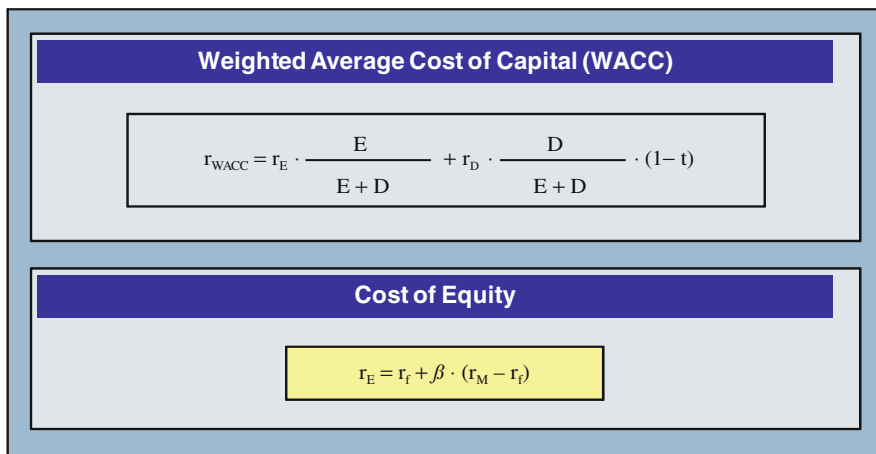 Weighted Average Cost of Capital (WACC)
r_WACC = r_E · E / (E + D) + r_D · D / (E + D) · (1– t)
Cost of Equity
r_E = r_f + β · (r_M – r_f)